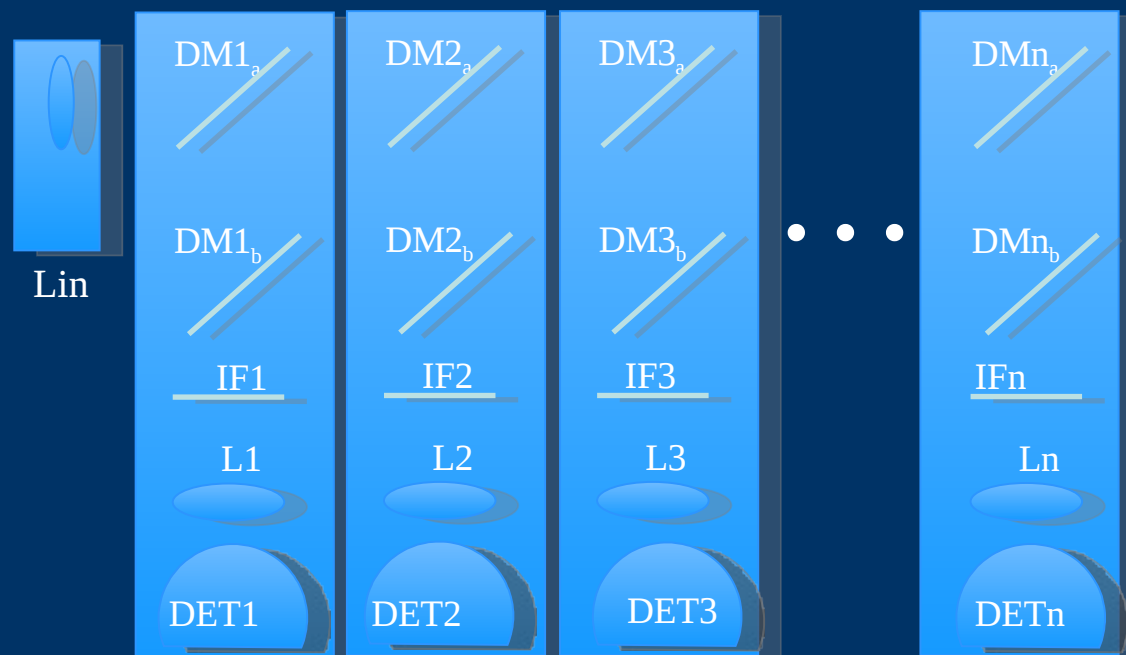 DM1a DM2a DM3a DMna
DM1b DM2b DM3b DMnb
Lin
IF1 IF2 IF3 IFn
L1 L2 L3 Ln
DET1 DET2 DET3 DETn